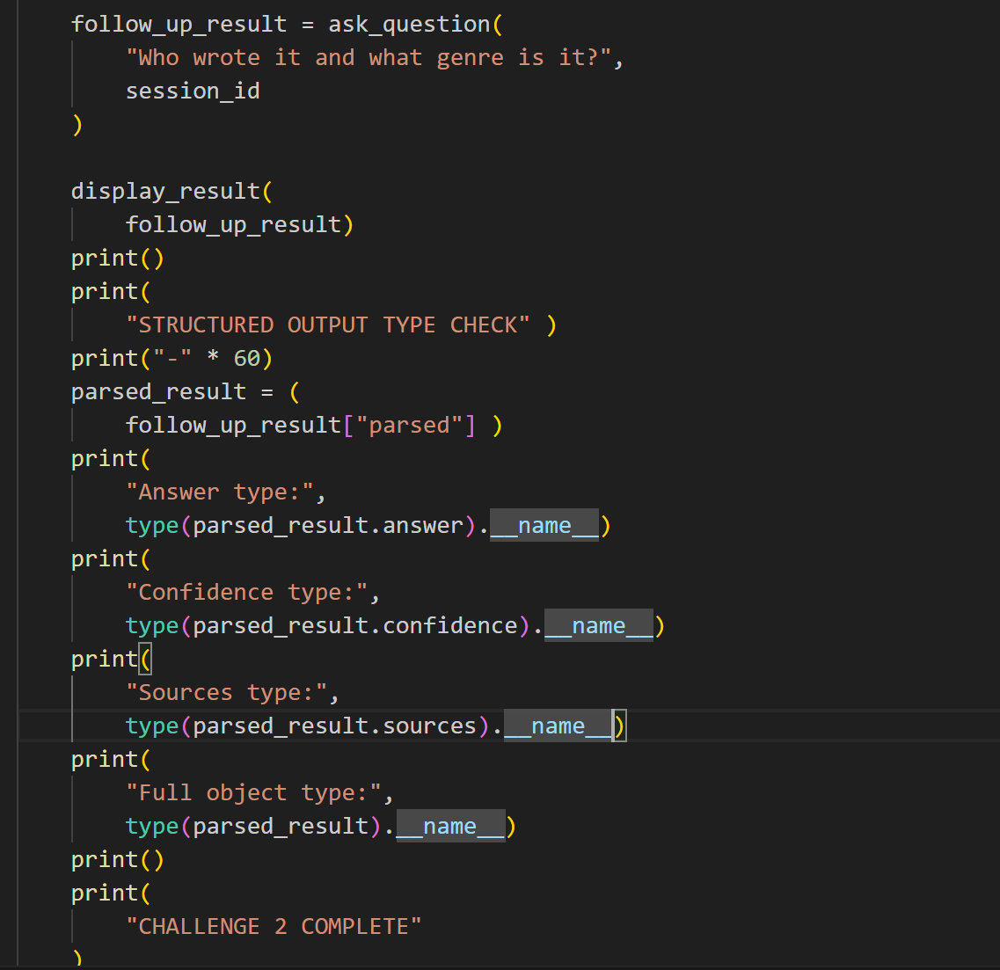 follow_up_result = ask_question(
    "Who wrote it and what genre is it?",
    session_id
)

display_result(
    follow_up_result)
print()
print(
    "STRUCTURED OUTPUT TYPE CHECK" )
print("-" * 60)
parsed_result = (
    follow_up_result["parsed"] )
print(
    "Answer type:",
    type(parsed_result.answer).__name__)
print(
    "Confidence type:",
    type(parsed_result.confidence).__name__)
print(
    "Sources type:",
    type(parsed_result.sources).__name__)
print(
    "Full object type:",
    type(parsed_result).__name__)
print()
print(
    "CHALLENGE 2 COMPLETE"
)